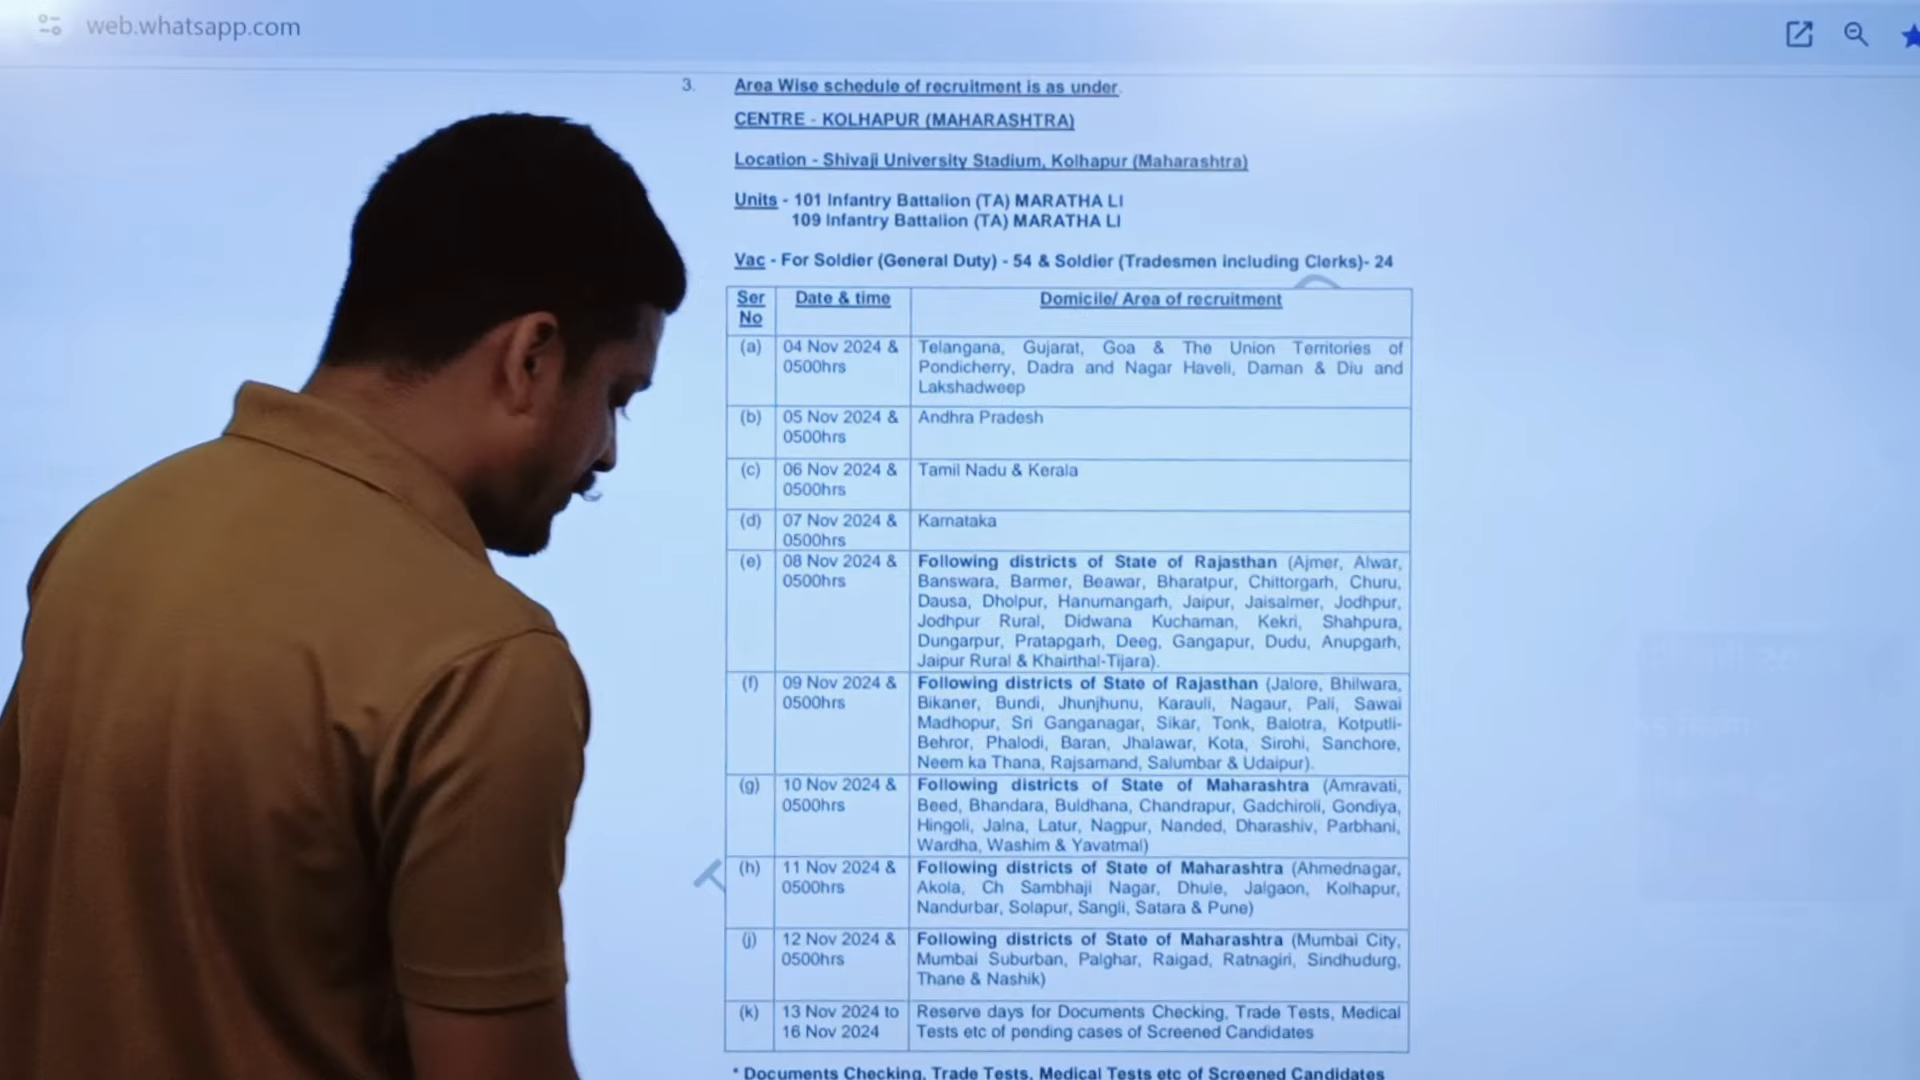 web.whatsapp.com
3. Area Wise schedule of recruitment is as under.
CENTRE - KOLHAPUR (MAHARASHTRA)
Location - Shivaji University Stadium, Kolhapur (Maharashtra)
Units - 101 Infantry Battalion (TA) MARATHA LI
109 Infantry Battalion (TA) MARATHA LI
Vac - For Soldier (General Duty) - 54 & Soldier (Tradesmen including Clerks)- 24
Ser No Date & time Domicile/ Area of recruitment
(a) 04 Nov 2024 & Telangana, Gujarat, Goa & The Union Territories of
0500hrs Pondicherry, Dadra and Nagar Haveli, Daman & Diu and
Lakshadweep
(b) 05 Nov 2024 & Andhra Pradesh
0500hrs
(c) 06 Nov 2024 & Tamil Nadu & Kerala
0500hrs
(d) 07 Nov 2024 & Karnataka
0500hrs
(e) 08 Nov 2024 & Following districts of State of Rajasthan (Ajmer, Alwar,
0500hrs Banswara, Barmer, Beawar, Bharatpur, Chittorgarh, Churu,
Dausa, Dholpur, Hanumangarh, Jaipur, Jaisalmer, Jodhpur,
Jodhpur Rural, Didwana Kuchaman, Kekri, Shahpura,
Dungarpur, Pratapgarh, Deeg, Gangapur, Dudu, Anupgarh,
Jaipur Rural & Khairthal-Tijara).
(f) 09 Nov 2024 & Following districts of State of Rajasthan (Jalore, Bhilwara,
0500hrs Bikaner, Bundi, Jhunjhunu, Karauli, Nagaur, Pali, Sawai
Madhopur, Sri Ganganagar, Sikar, Tonk, Balotra, Kotputli-
Behror, Phalodi, Baran, Jhalawar, Kota, Sirohi, Sanchore,
Neem ka Thana, Rajsamand, Salumbar & Udaipur).
(g) 10 Nov 2024 & Following districts of State of Maharashtra (Amravati,
0500hrs Beed, Bhandara, Buldhana, Chandrapur, Gadchiroli, Gondiya,
Hingoli, Jalna, Latur, Nagpur, Nanded, Dharashiv, Parbhani,
Wardha, Washim & Yavatmal)
(h) 11 Nov 2024 & Following districts of State of Maharashtra (Ahmednagar,
0500hrs Akola, Ch Sambhaji Nagar, Dhule, Jalgaon, Kolhapur,
Nandurbar, Solapur, Sangli, Satara & Pune)
(j) 12 Nov 2024 & Following districts of State of Maharashtra (Mumbai City,
0500hrs Mumbai Suburban, Palghar, Raigad, Ratnagiri, Sindhudurg,
Thane & Nashik)
(k) 13 Nov 2024 to Reserve days for Documents Checking, Trade Tests, Medical
16 Nov 2024 Tests etc of pending cases of Screened Candidates
* Documents Checking, Trade Tests, Medical Tests etc of Screened Candidates